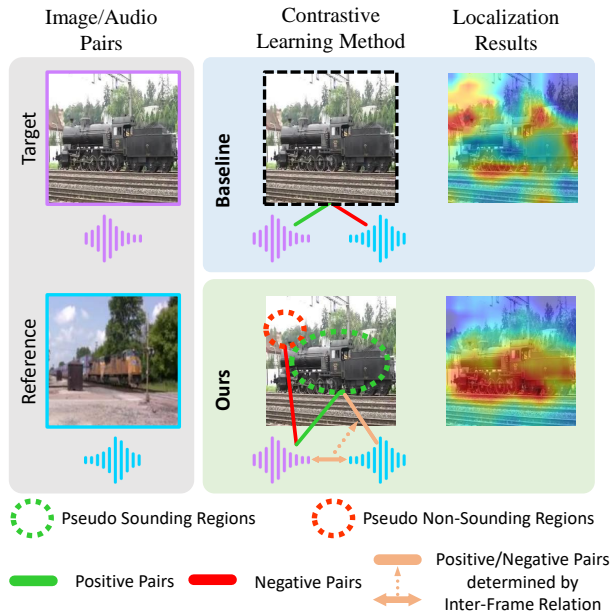 Image/Audio
Pairs
Contrastive
Learning Method
Localization
Results
Target
Baseline
Reference
Ours
Pseudo Sounding Regions
Pseudo Non-Sounding Regions
Positive Pairs
Negative Pairs
Positive/Negative Pairs
determined by
Inter-Frame Relation